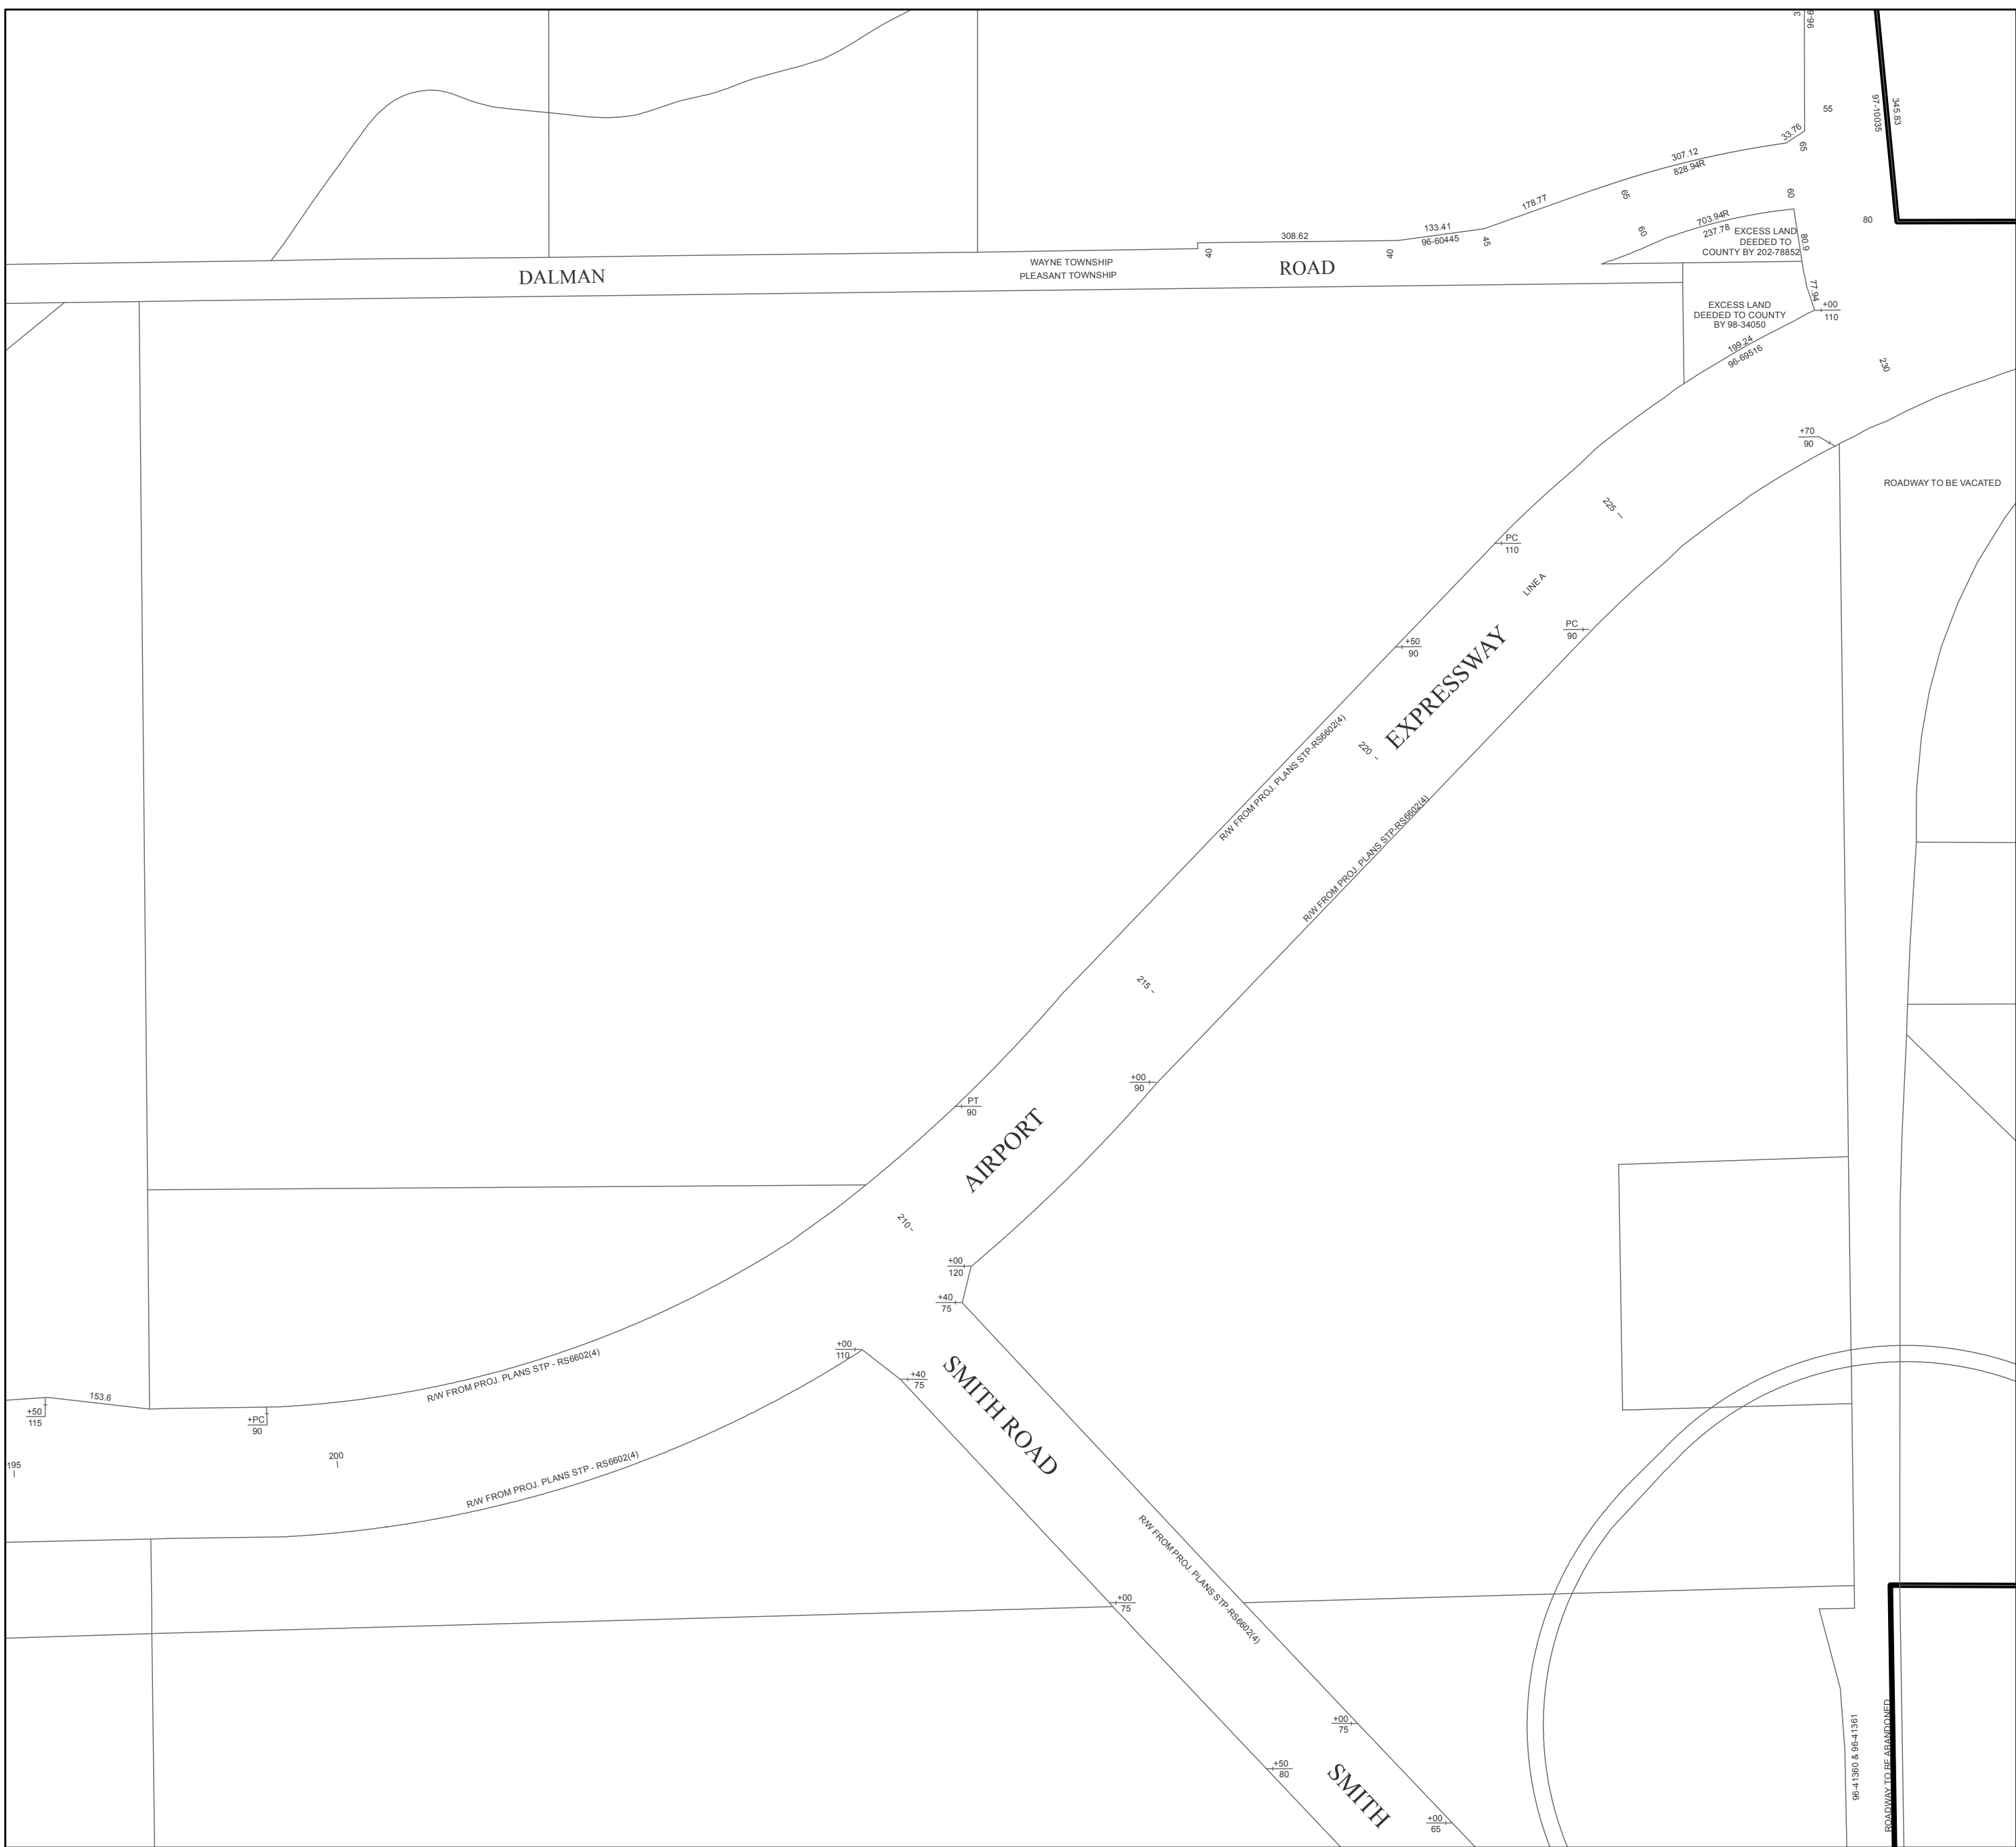 3
96-6
55
97-10035
345.83
33.76
65
307.12
828.94R
178.77
65
60
80
133.41
96-60445
45
308.62
40
40
60
703.94R
237.78
EXCESS LAND
DEEDED TO
COUNTY BY 202-78852
80.9
WAYNE TOWNSHIP
PLEASANT TOWNSHIP
DALMAN
ROAD
77.94
+00
110
EXCESS LAND
DEEDED TO COUNTY
BY 98-34050
199.24
96-69516
230
+70
90
ROADWAY TO BE VACATED
225
PC
110
LINE A
PC
90
+50
90
EXPRESSWAY
R/W FROM PROJ. PLANS STP-RS6602(4)
220
R/W FROM PROJ. PLANS STP-RS6602(4)
215
+00
90
PT
90
AIRPORT
210
+00
120
+40
75
+00
110
+40
75
SMITH ROAD
R/W FROM PROJ. PLANS STP - RS6602(4)
153.6
+50
115
+PC
90
195
200
R/W FROM PROJ. PLANS STP - RS6602(4)
R/W FROM PROJ. PLANS STP-RS6602(4)
+00
75
+00
75
+50
80
SMITH
+00
65
96-41360 & 96-41361
ROADWAY TO BE ABANDONED